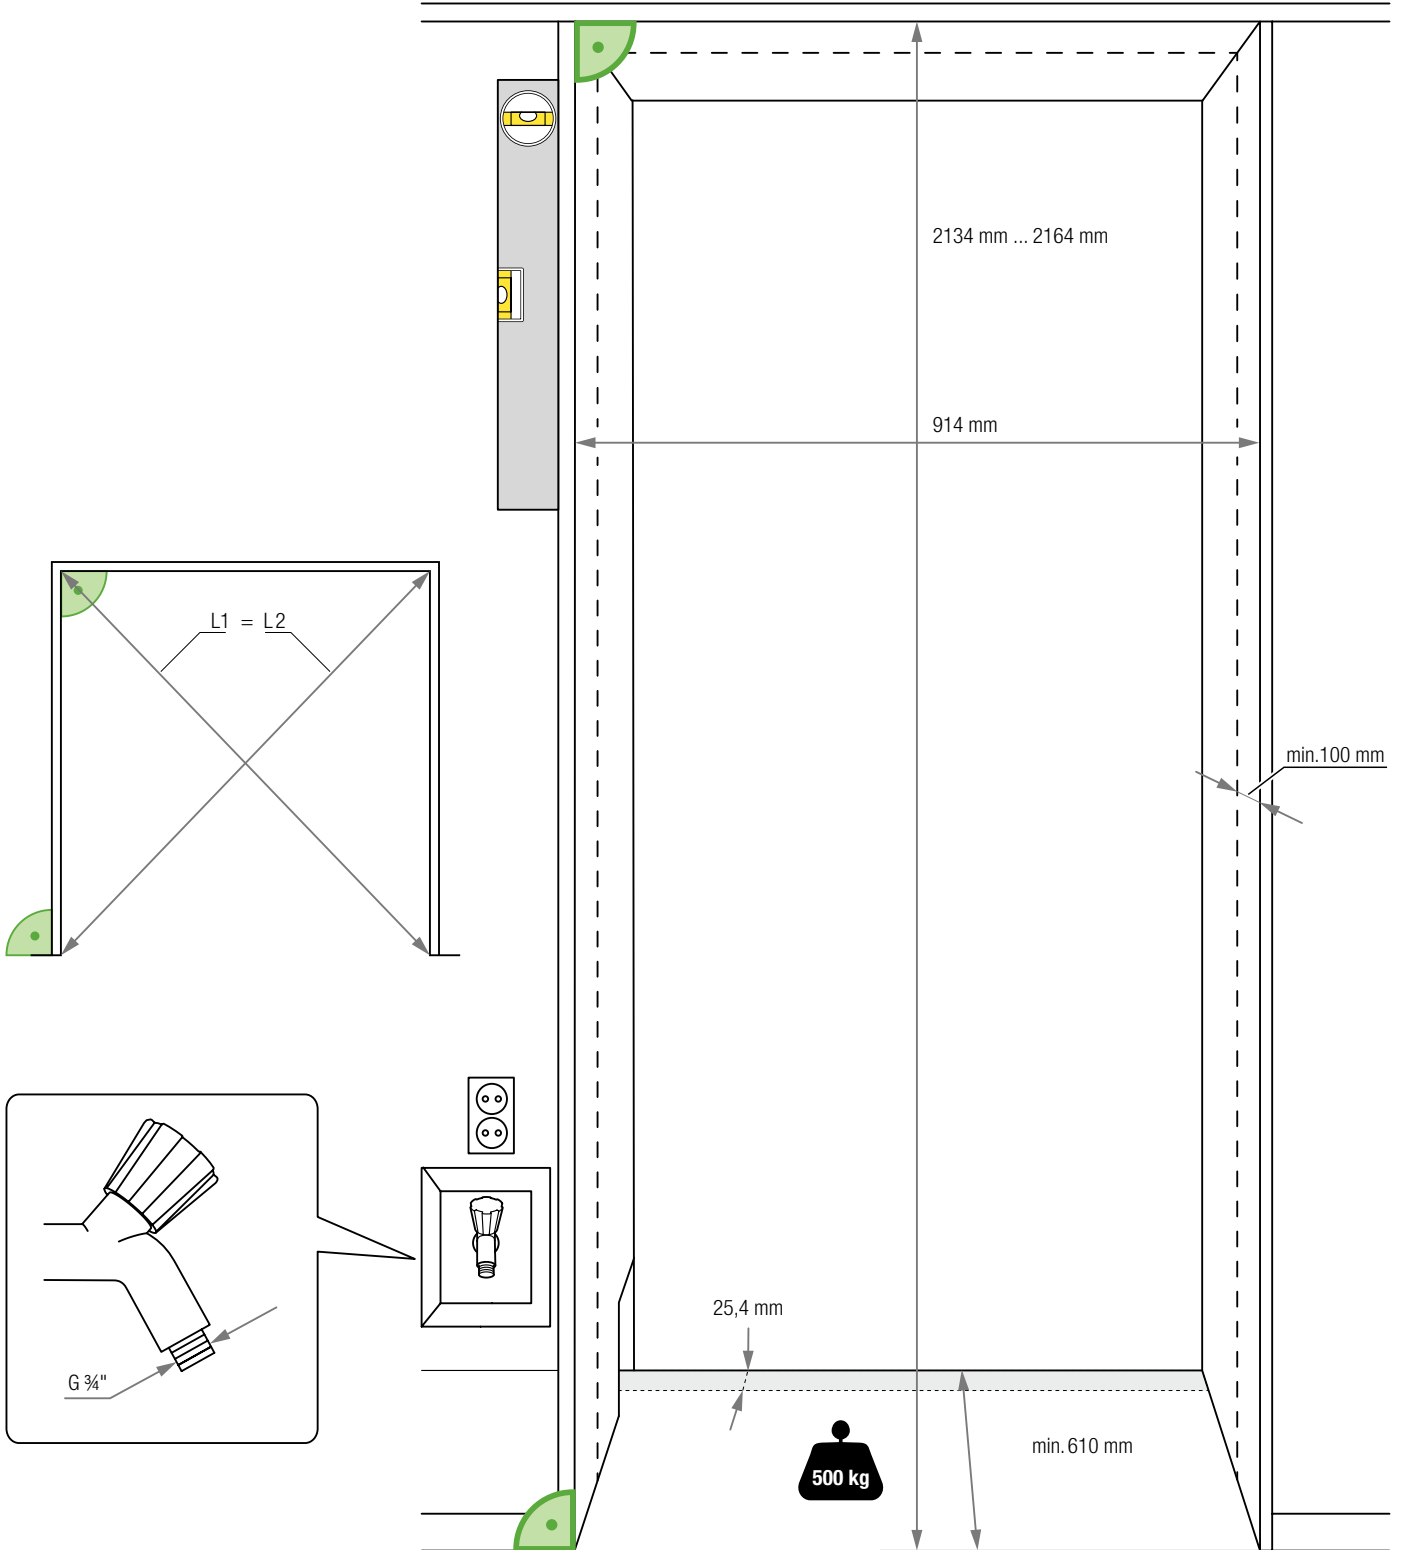 2134 mm ... 2164 mm
914 mm
L1 = L2
min.100 mm
25,4 mm
G ¾"
min. 610 mm
500 kg